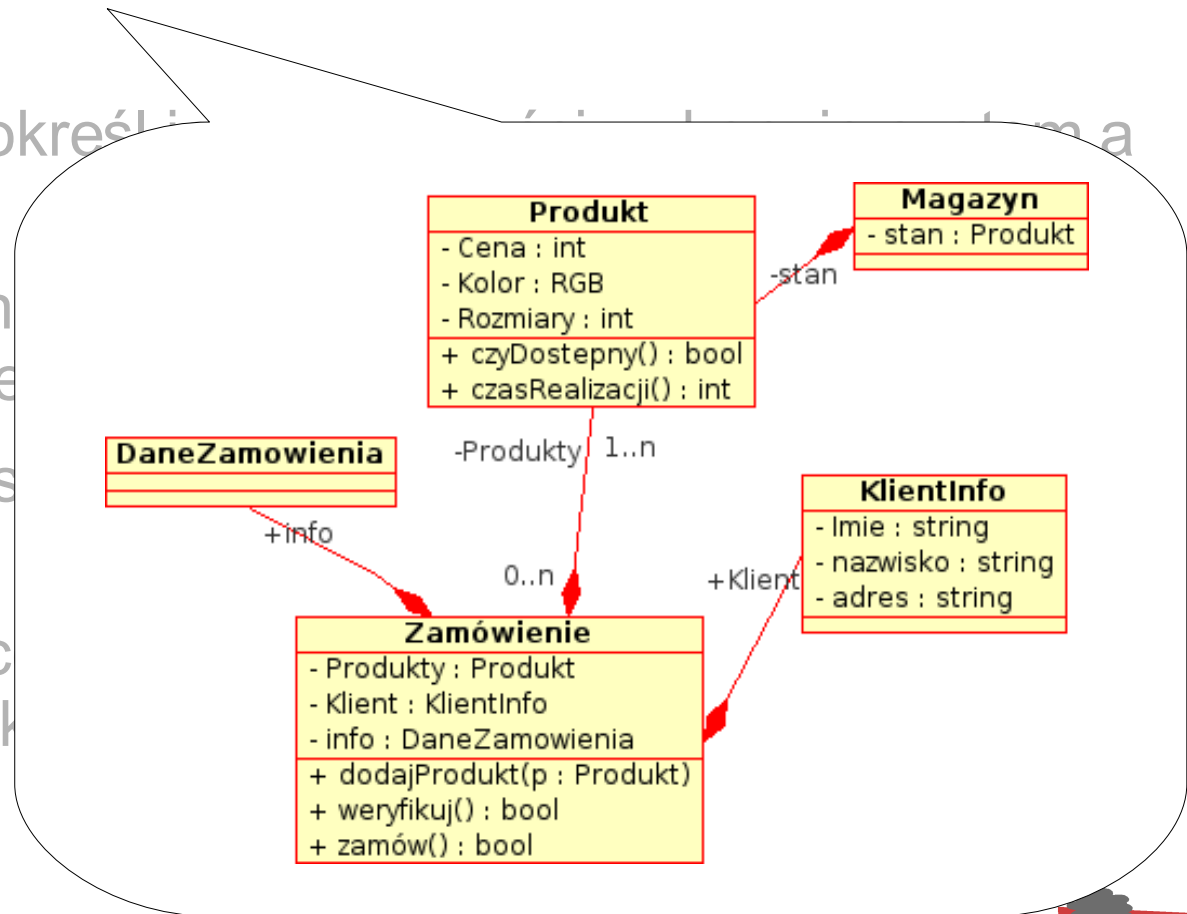 a
Produkt
- Cena : int
- Kolor : RGB
- Rozmiary : int
+ czyDostepny() : bool
+ czasRealizacji() : int
Magazyn
- stan : Produkt
-stan
-Produkty
1..n
0..n
DaneZamowienia
+info
+Klient
KlientInfo
- Imie : string
- nazwisko : string
- adres : string
Zamówienie
- Produkty : Produkt
- Klient : KlientInfo
- info : DaneZamowienia
+ dodajProdukt(p : Produkt)
+ weryfikuj() : bool
+ zamów() : bool